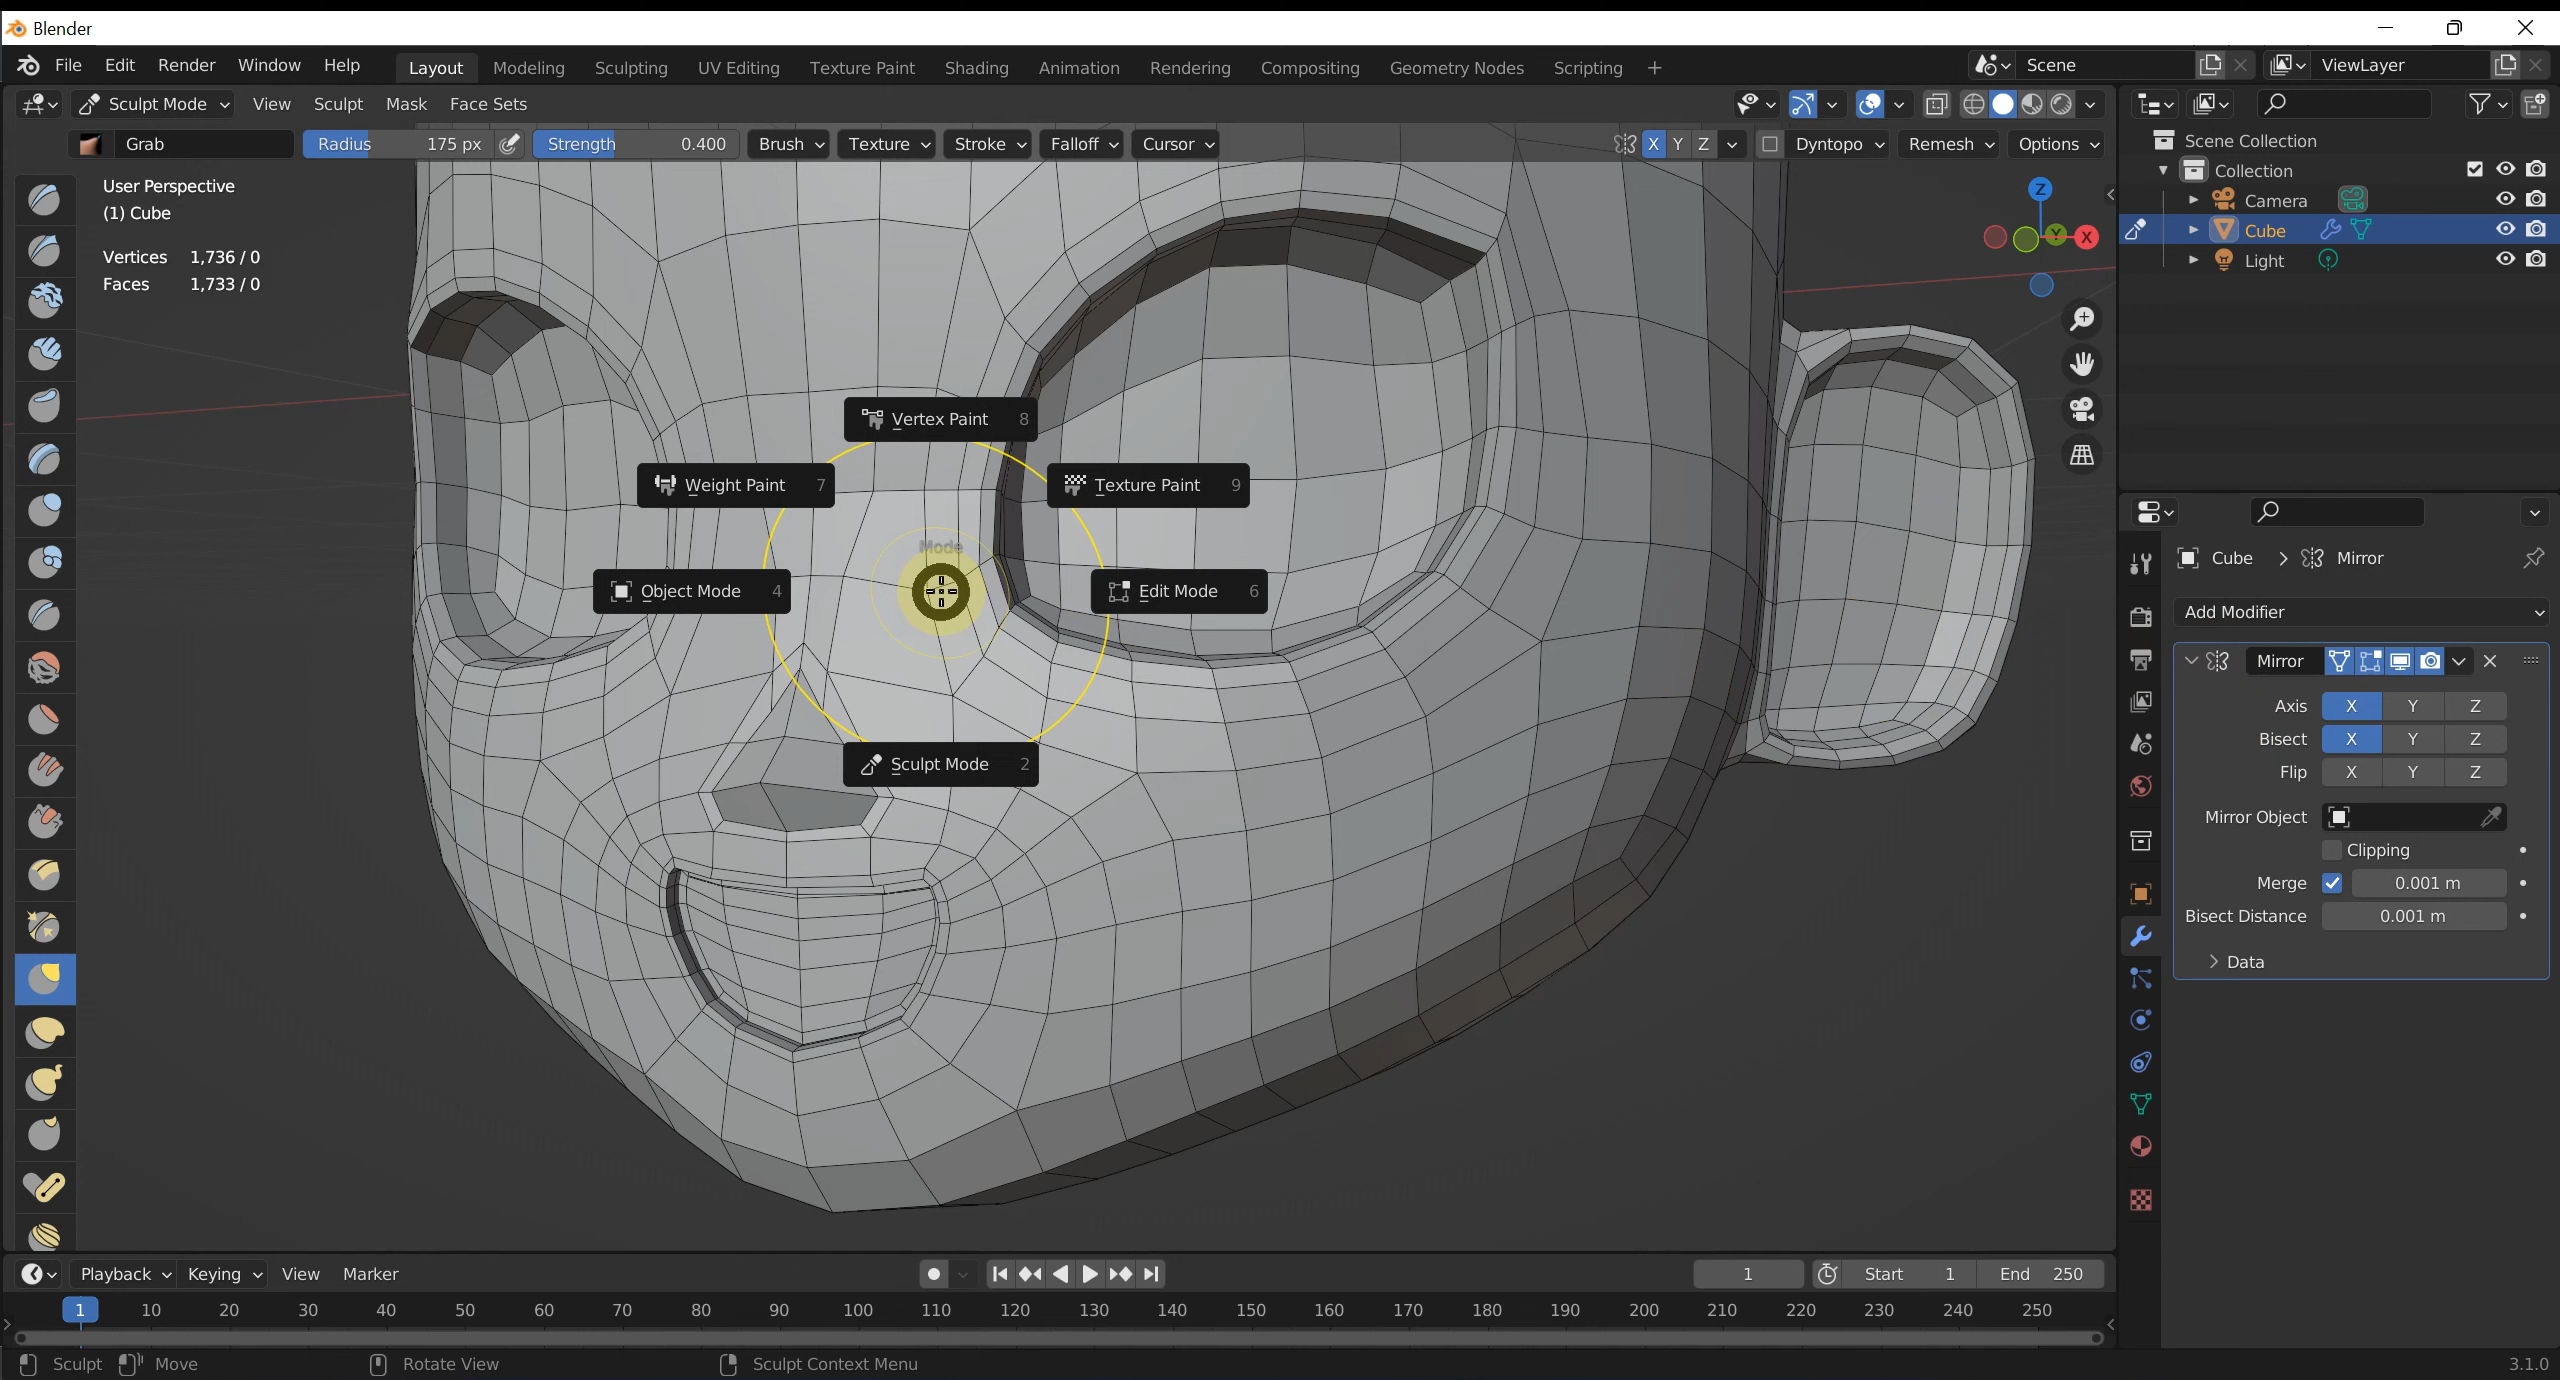 Blender
File Edit Render Window Help Layout Modeling Sculpting UV Editing Texture Paint Shading Animation Rendering Compositing Geometry Nodes Scripting + Scene ViewLayer
Sculpt Mode View Sculpt Mask Face Sets
Grab Radius 175 px Strength 0.400 Brush Texture Stroke Falloff Cursor X Y Z Dyntopo Remesh Options
User Perspective
(1) Cube
Vertices 1,736 / 0
Faces 1,733 / 0
Z
Y
X
Vertex Paint 8
Weight Paint 7
Texture Paint 9
Mode
Object Mode 4
Edit Mode 6
Sculpt Mode 2
Scene Collection
Collection
Camera
Cube
Light
Cube > Mirror
Add Modifier
Mirror
Axis X Y Z
Bisect X Y Z
Flip X Y Z
Mirror Object
Clipping
Merge 0.001 m
Bisect Distance 0.001 m
Data
Playback Keying View Marker 1 Start 1 End 250
1 10 20 30 40 50 60 70 80 90 100 110 120 130 140 150 160 170 180 190 200 210 220 230 240 250
Sculpt Move Rotate View Sculpt Context Menu 3.1.0